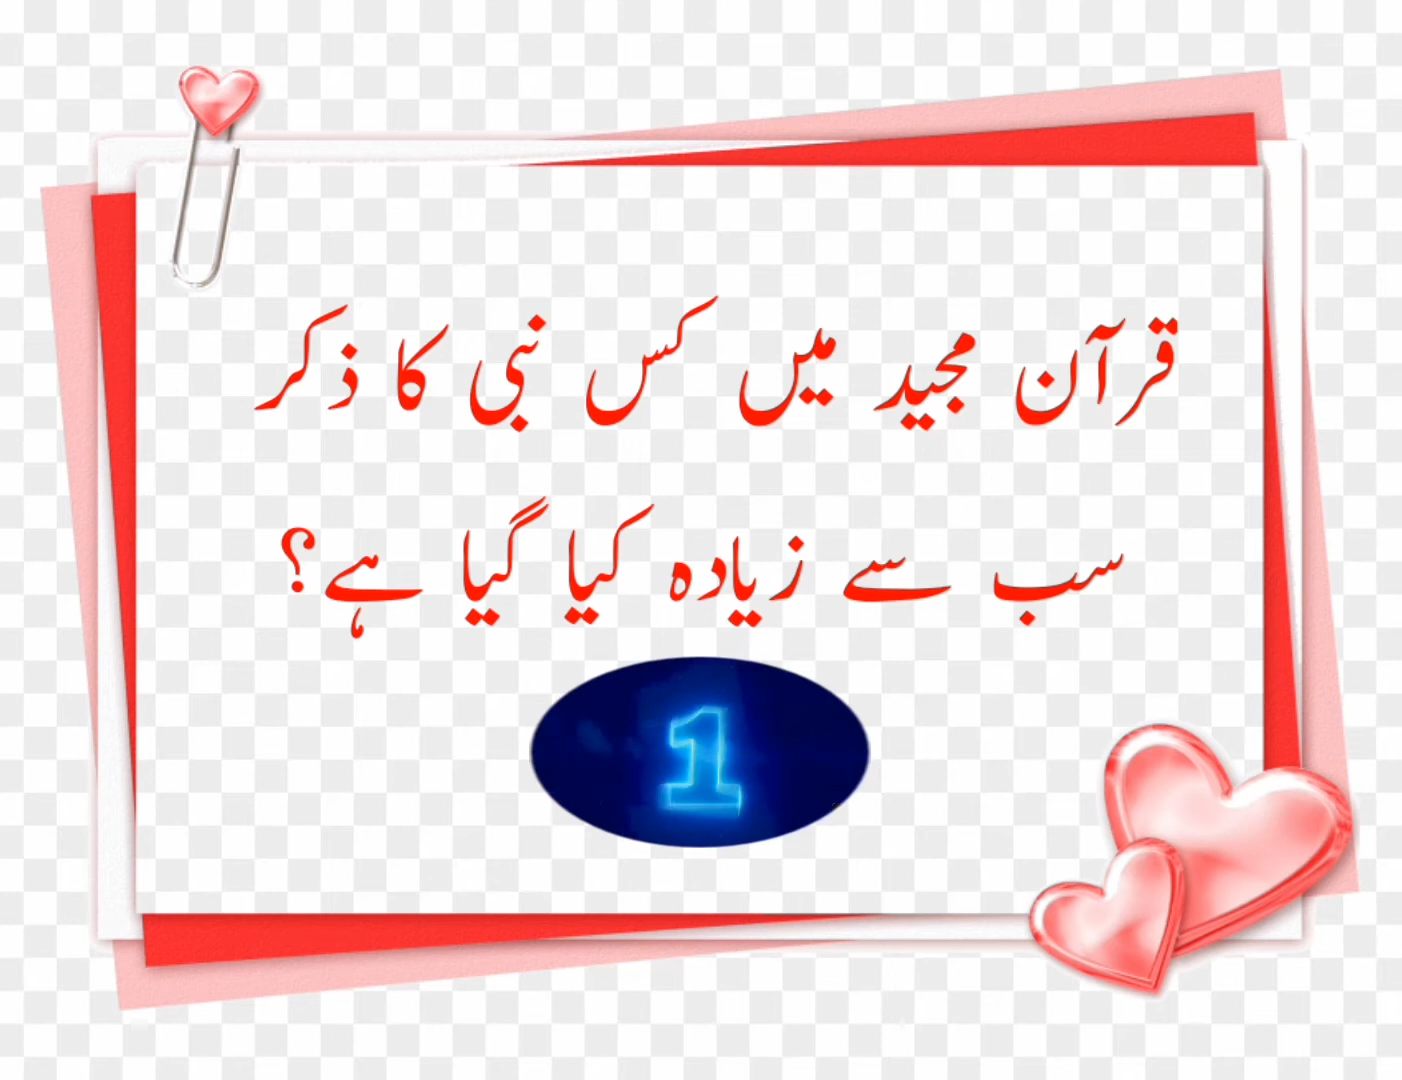 قرآن مجید میں کس نبی کا ذکر
سب سے زیادہ کیا گیا ہے؟
1